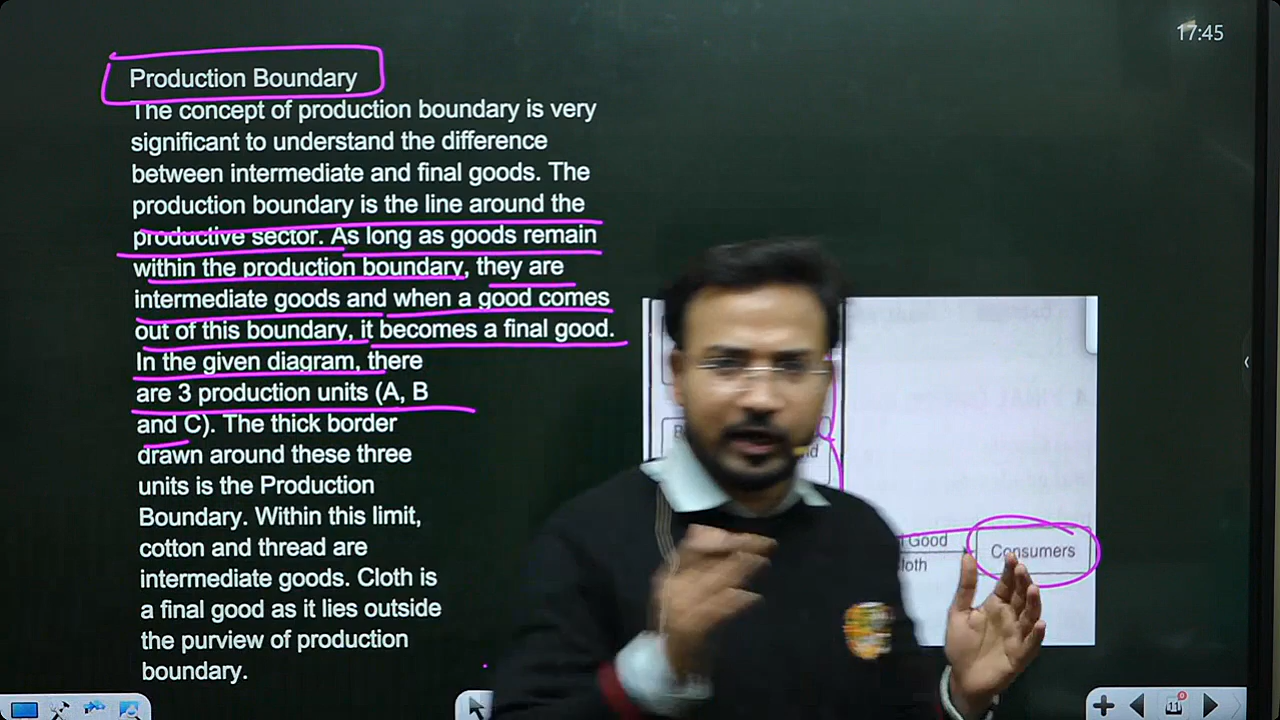 17:45
Production Boundary
The concept of production boundary is very
significant to understand the difference
between intermediate and final goods. The
production boundary is the line around the
productive sector. As long as goods remain
within the production boundary, they are
intermediate goods and when a good comes
out of this boundary, it becomes a final good.
In the given diagram, there
are 3 production units (A, B
and C). The thick border
drawn around these three
units is the Production
Boundary. Within this limit,
cotton and thread are
intermediate goods. Cloth is
a final good as it lies outside
the purview of production
boundary.
Good
Consumers
11